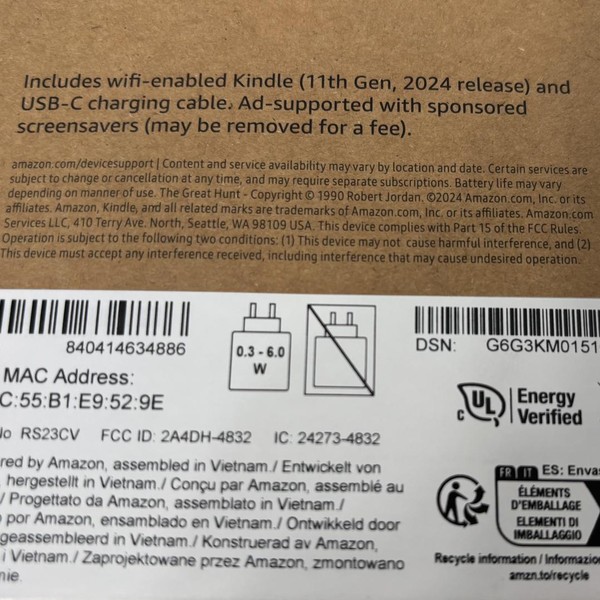 Includes wifi-enabled Kindle (11th Gen, 2024 release) and
USB-C charging cable. Ad-supported with sponsored
screensavers (may be removed for a fee).
amazon.com/devicesupport | Content and service availability may vary by location and date. Certain services are
subject to change or cancellation at any time, and may require separate subscriptions. Battery life may vary
depending on manner of use. The Great Hunt - Copyright © 1990 Robert Jordan, ©2024 Amazon.com, Inc. or its
affiliates. Amazon, Kindle, and all related marks are trademarks of Amazon.com, Inc. or its affiliates. Amazon.com
Services LLC, 410 Terry Ave. North, Seattle, WA 98109 USA. This device complies with Part 15 of the FCC Rules.
Operation is subject to the following two conditions: (1) This device may not cause harmful interference, and (2)
This device must accept any interference received, including interference that may cause undesired operation.
840414634886
0.3 - 6.0
W
DSN: G6G3KM0151
MAC Address:
C:55:B1:E9:52:9E
c UL Energy
Verified
No RS23CV FCC ID: 2A4DH-4832 IC: 24273-4832
red by Amazon, assembled in Vietnam./ Entwickelt von
, hergestellt in Vietnam./ Conçu par Amazon, assemblé au
/ Progettato da Amazon, assemblato in Vietnam./
por Amazon, ensamblado en Vietnam./ Ontwikkeld door
geassembleerd in Vietnam./ Konstruerad av Amazon,
i Vietnam./ Zaprojektowane przez Amazon, zmontowano
nie.
FR IT ES: Envas
ÉLÉMENTS
D'EMBALLAGE
ELEMENTI DI
IMBALLAGGIO
Recycle information / Informazio
amzn.to/recycle